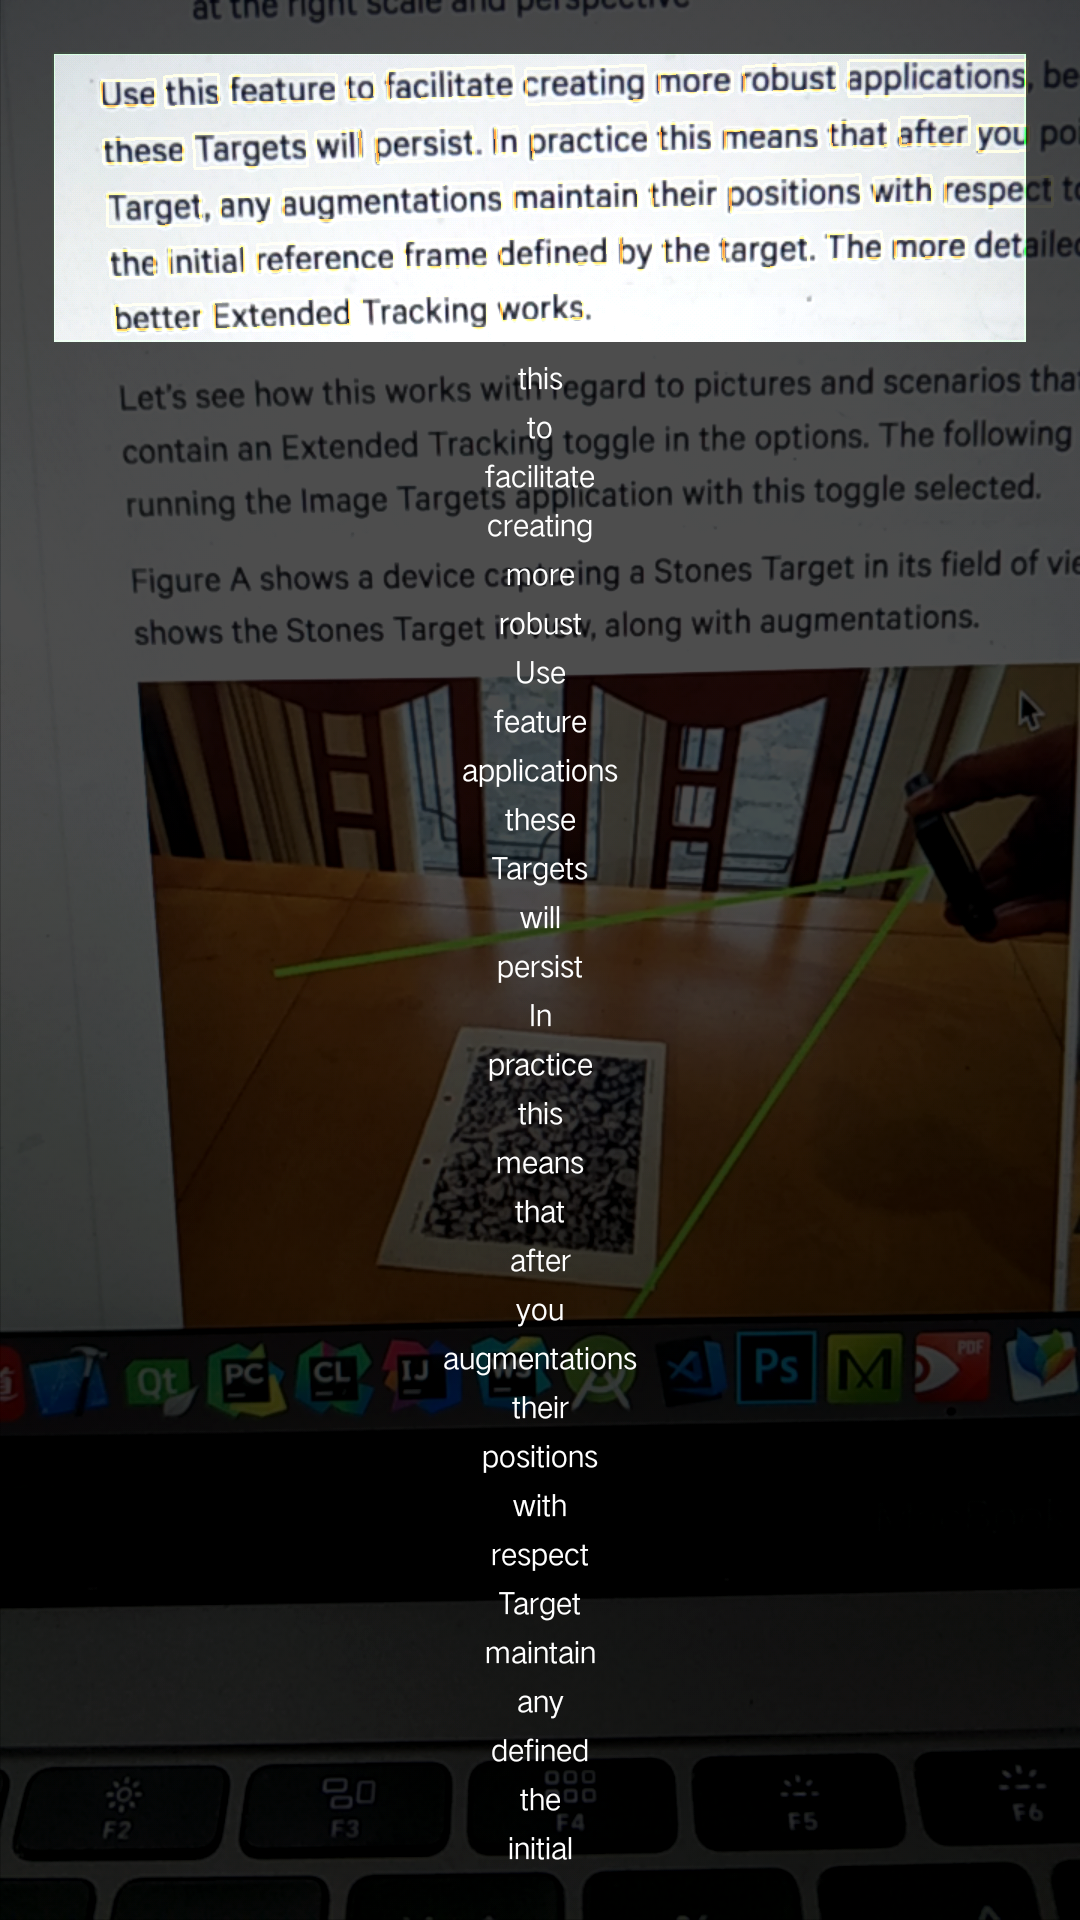 at the right scale and perspective
Use this feature to facilitate creating more robust applications, be
these Targets will persist. In practice this means that after you poi
Target, any augmentations maintain their positions with respect to
the initial reference frame defined by the target. The more detailed
better Extended Tracking works.
Let's see how this works with regard to pictures and scenarios that
contain an Extended Tracking toggle in the options. The following
running the Image Targets application with this toggle selected.
Figure A shows a device capturing a Stones Target in its field of vie
shows the Stones Target in view, along with augmentations.
this
to
facilitate
creating
more
robust
Use
feature
applications
these
Targets
will
persist
In
practice
this
means
that
after
you
augmentations
their
positions
with
respect
Target
maintain
any
defined
the
initial
Qt
PC
CL
IJ
WS
Ps
M
PDF
F2
F3
F4
F5
F6